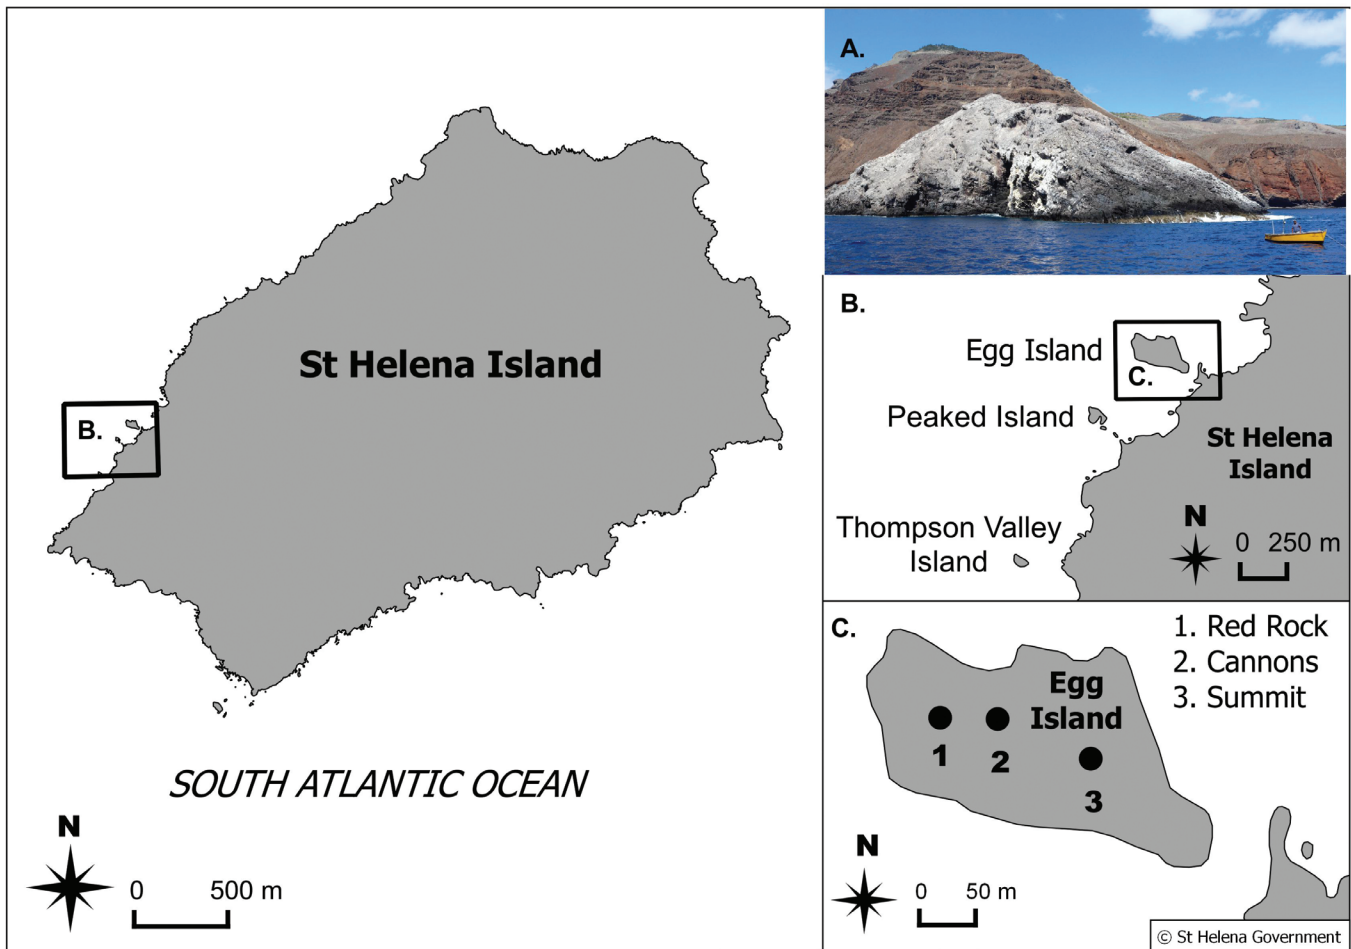 St Helena Island
B.
SOUTH ATLANTIC OCEAN
N
0 500 m
A.
B.
Egg Island
C.
Peaked Island
St Helena
Island
Thompson Valley
Island
N
0 250 m
C.
1. Red Rock
2. Cannons
3. Summit
Egg
Island
1
2
3
N
0 50 m
© St Helena Government